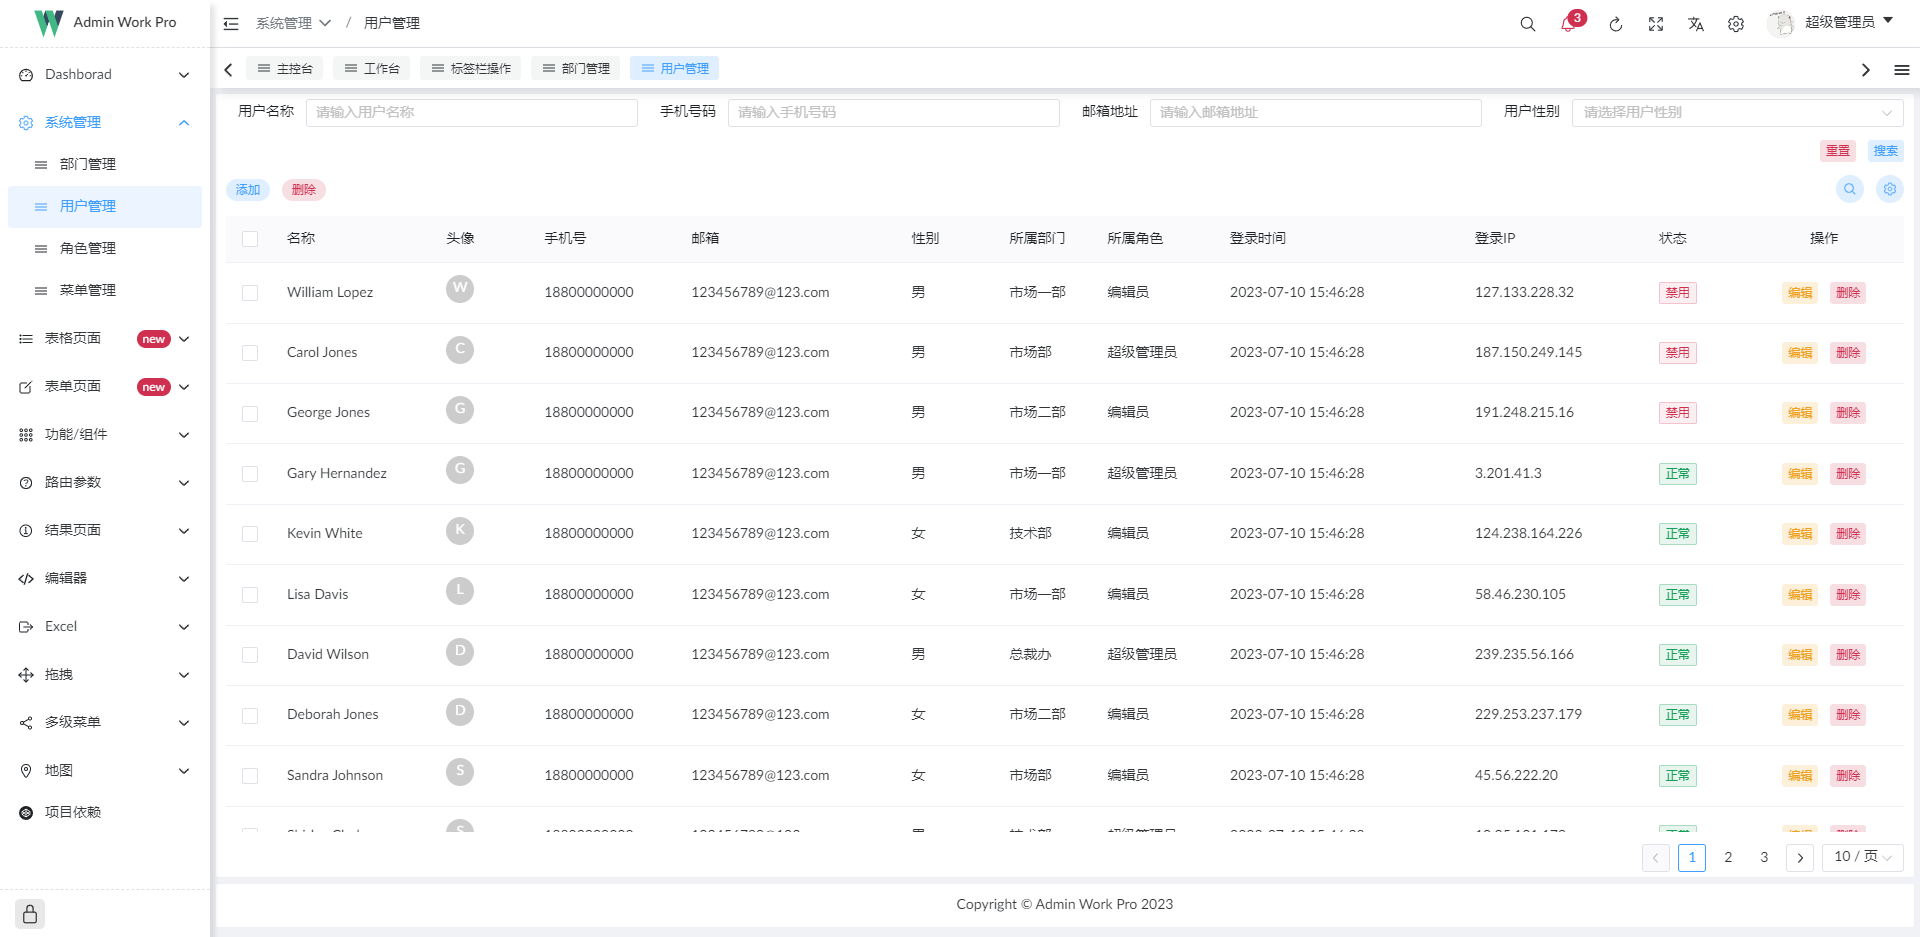 Admin Work Pro
系统管理 / 用户管理
3
超级管理员
主控台 工作台 标签栏操作 部门管理 用户管理
Dashborad
系统管理
部门管理
用户管理
角色管理
菜单管理
表格页面 new
表单页面 new
功能/组件
路由参数
结果页面
编辑器
Excel
拖拽
多级菜单
地图
项目依赖
用户名称 请输入用户名称 手机号码 请输入手机号码 邮箱地址 请输入邮箱地址 用户性别 请选择用户性别
重置 搜索
添加 删除
名称 头像 手机号 邮箱 性别 所属部门 所属角色 登录时间 登录IP 状态 操作
William Lopez W 18800000000 123456789@123.com 男 市场一部 编辑员 2023-07-10 15:46:28 127.133.228.32 禁用 编辑 删除
Carol Jones C 18800000000 123456789@123.com 男 市场部 超级管理员 2023-07-10 15:46:28 187.150.249.145 禁用 编辑 删除
George Jones G 18800000000 123456789@123.com 男 市场二部 编辑员 2023-07-10 15:46:28 191.248.215.16 禁用 编辑 删除
Gary Hernandez G 18800000000 123456789@123.com 男 市场一部 超级管理员 2023-07-10 15:46:28 3.201.41.3 正常 编辑 删除
Kevin White K 18800000000 123456789@123.com 女 技术部 编辑员 2023-07-10 15:46:28 124.238.164.226 正常 编辑 删除
Lisa Davis L 18800000000 123456789@123.com 女 市场一部 编辑员 2023-07-10 15:46:28 58.46.230.105 正常 编辑 删除
David Wilson D 18800000000 123456789@123.com 男 总裁办 超级管理员 2023-07-10 15:46:28 239.235.56.166 正常 编辑 删除
Deborah Jones D 18800000000 123456789@123.com 女 市场二部 编辑员 2023-07-10 15:46:28 229.253.237.179 正常 编辑 删除
Sandra Johnson S 18800000000 123456789@123.com 女 市场部 编辑员 2023-07-10 15:46:28 45.56.222.20 正常 编辑 删除
1 2 3 10 / 页
Copyright © Admin Work Pro 2023